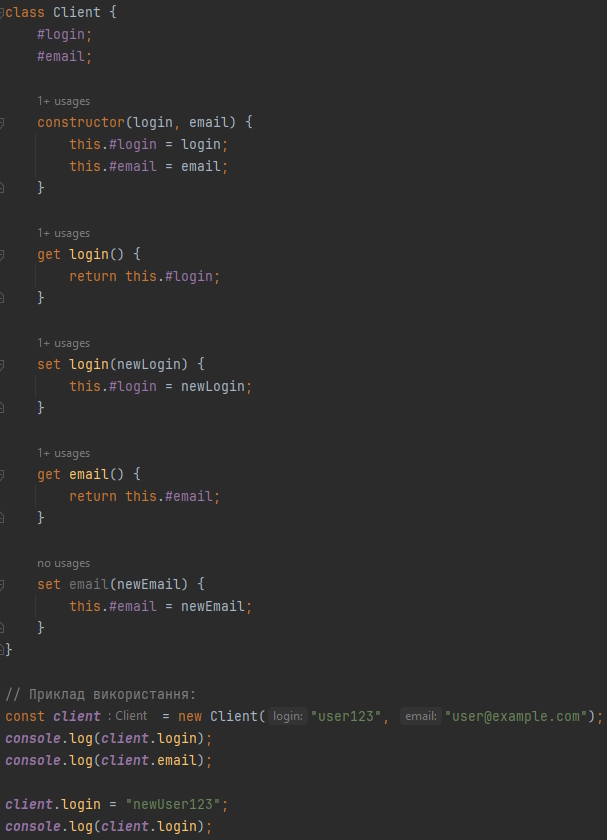 class Client {
#login;
#email;
1+ usages
constructor(login, email) {
this.#login = login;
this.#email = email;
}
1+ usages
get login() {
return this.#login;
}
1+ usages
set login(newLogin) {
this.#login = newLogin;
}
1+ usages
get email() {
return this.#email;
}
no usages
set email(newEmail) {
this.#email = newEmail;
}
}
// Приклад використання:
const client : Client = new Client( login: "user123", email: "user@example.com");
console.log(client.login);
console.log(client.email);
client.login = "newUser123";
console.log(client.login);